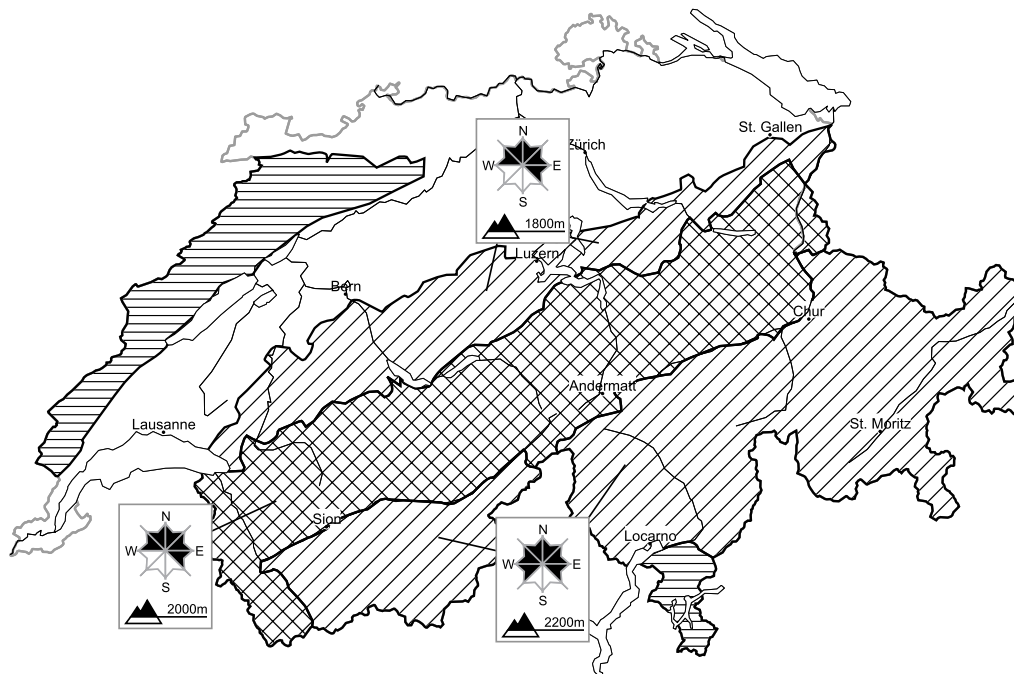 St. Gallen
N
Zürich
W E
S
1800m
Luzern
Bern
Chur
Andermatt
Lausanne
St. Moritz
Sion
N
W E
S
2000m
Locarno
N
W E
S
2200m